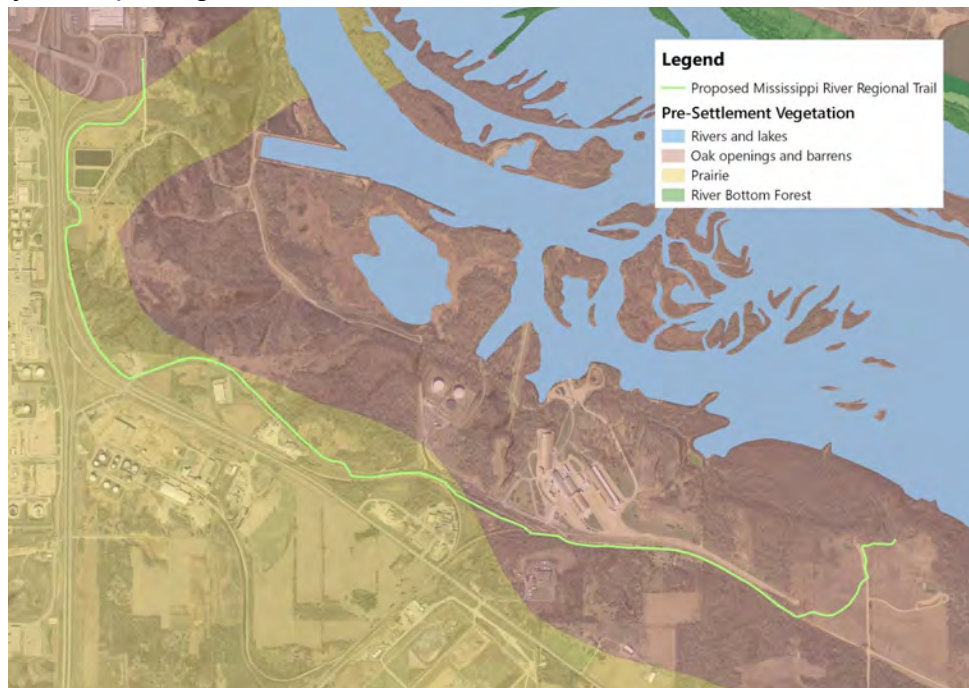 Legend
Proposed Mississippi River Regional Trail
Pre-Settlement Vegetation
Rivers and lakes
Oak openings and barrens
Prairie
River Bottom Forest